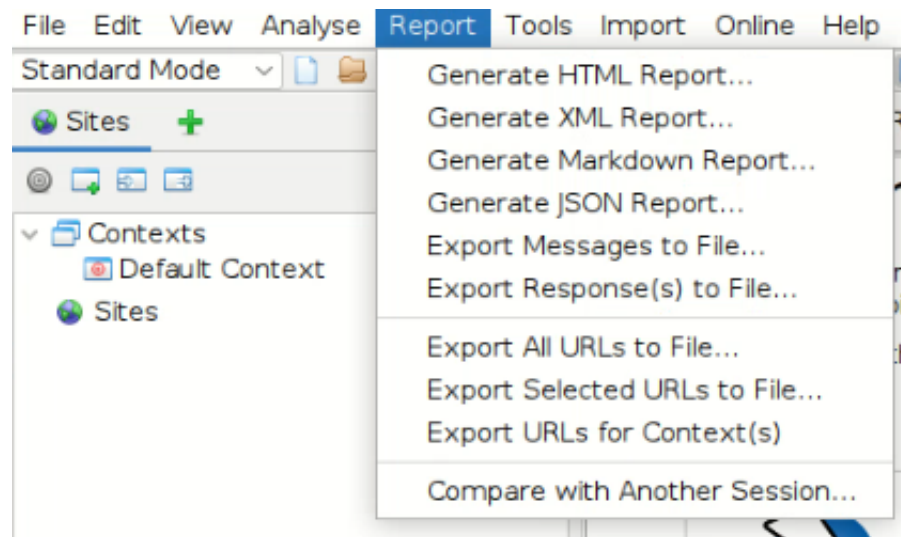 File Edit View Analyse Report Tools Import Online Help
Standard Mode
Generate HTML Report...
Sites
Generate XML Report...
Generate Markdown Report...
Generate JSON Report...
Contexts
Export Messages to File...
Default Context
Export Response(s) to File...
Sites
Export All URLs to File...
Export Selected URLs to File...
Export URLs for Context(s)
Compare with Another Session...